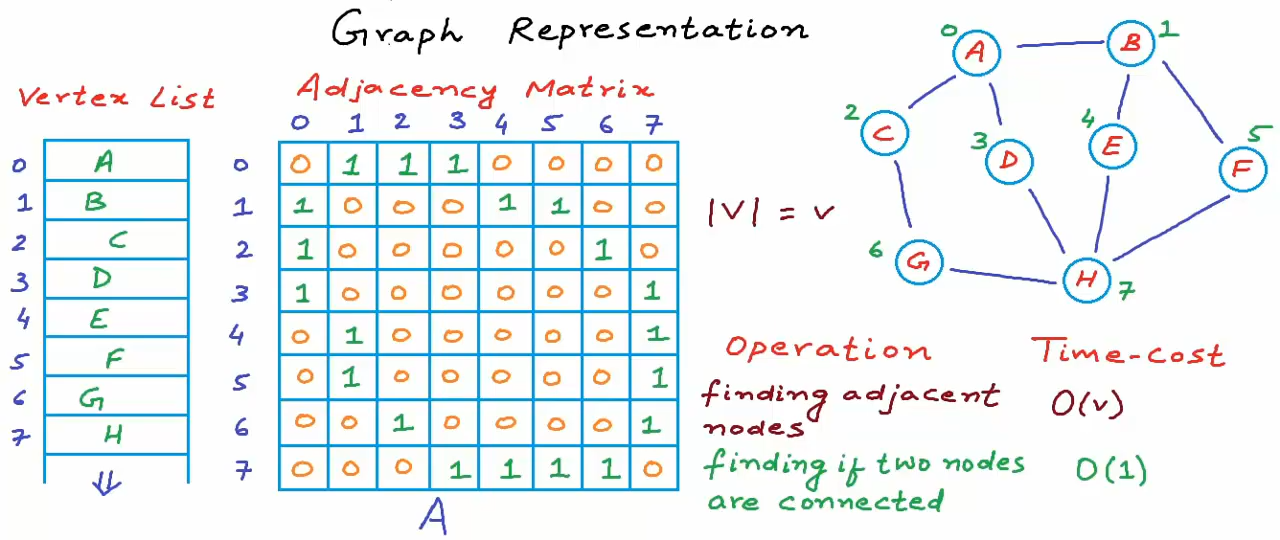 Graph Representation
Vertex List
0 A
1 B
2 C
3 D
4 E
5 F
6 G
7 H
Adjacency Matrix
0 1 2 3 4 5 6 7
0 0 1 1 1 0 0 0 0
1 1 0 0 0 1 1 0 0
2 1 0 0 0 0 0 1 0
3 1 0 0 0 0 0 0 1
4 0 1 0 0 0 0 0 1
5 0 1 0 0 0 0 0 1
6 0 0 1 0 0 0 0 1
7 0 0 0 1 1 1 1 0
A
|V| = v
0 A
B 1
2 C
3 D
4 E
5 F
6 G
H 7
Operation Time-cost
finding adjacent nodes O(v)
finding if two nodes O(1)
are connected